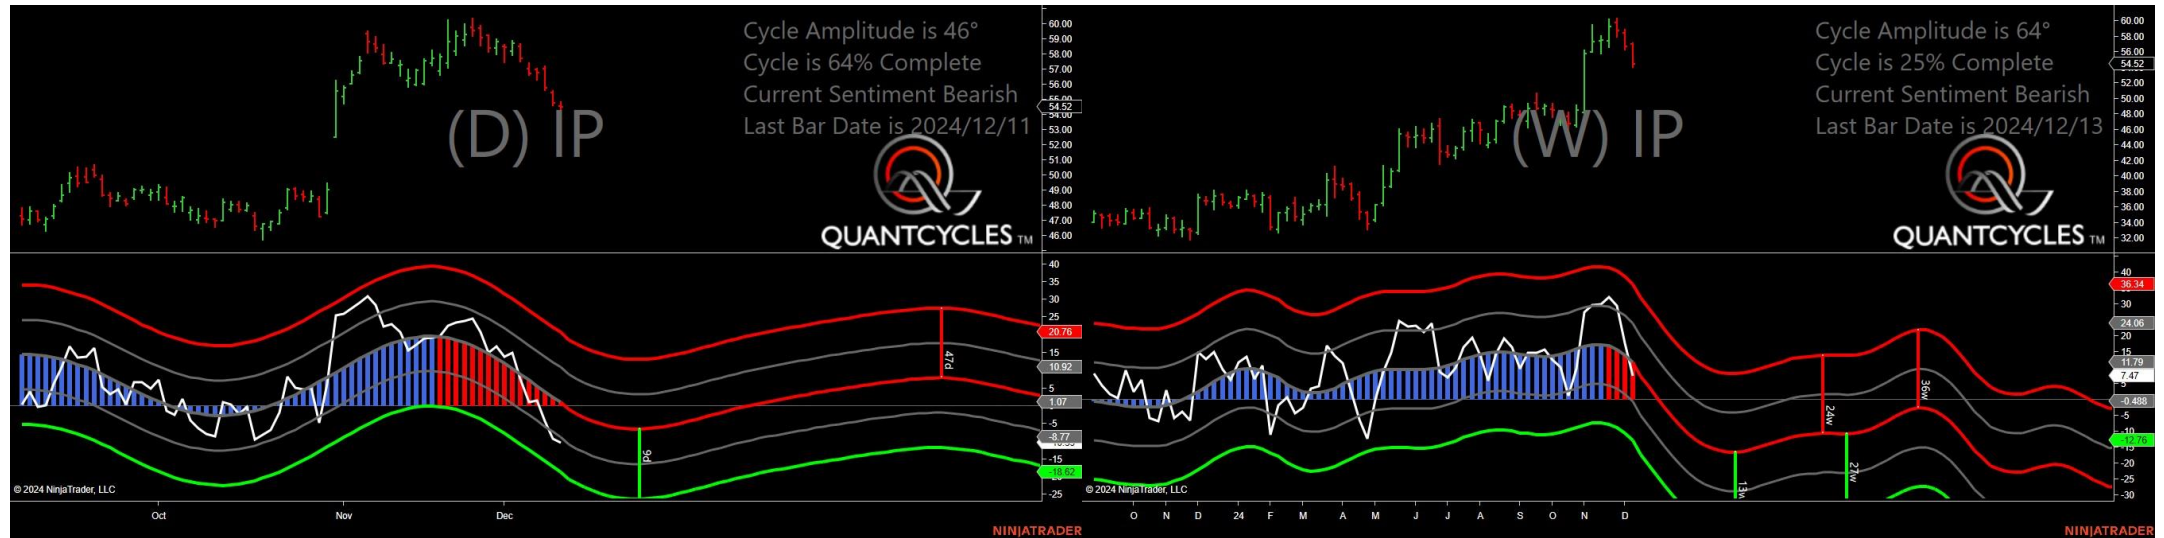 Cycle Amplitude is 46°
Cycle is 64% Complete
Current Sentiment Bearish
Last Bar Date is 2024/12/11
(D) IP
QUANTCYCLES TM
60.00
59.00
58.00
57.00
56.00
55.00
54.52
54.00
53.00
52.00
51.00
50.00
49.00
48.00
47.00
46.00
40
35
30
25
20.76
15
10.92
5
1.07
-5
-8.77
-15
-18.62
-25
47d
9d
© 2024 NinjaTrader, LLC
Oct Nov Dec
NINJATRADER
Cycle Amplitude is 64°
Cycle is 25% Complete
Current Sentiment Bearish
Last Bar Date is 2024/12/13
(W) IP
QUANTCYCLES TM
60.00
58.00
56.00
54.52
52.00
50.00
48.00
46.00
44.00
42.00
40.00
38.00
36.00
34.00
32.00
40
36.34
30
24.06
20
15
11.79
7.47
5
-0.488
-5
-10
-12.76
-15
-20
-25
-30
13w
24w
27w
36w
© 2024 NinjaTrader, LLC
O N D 24 F M A M J J A S O N D
NINJATRADER